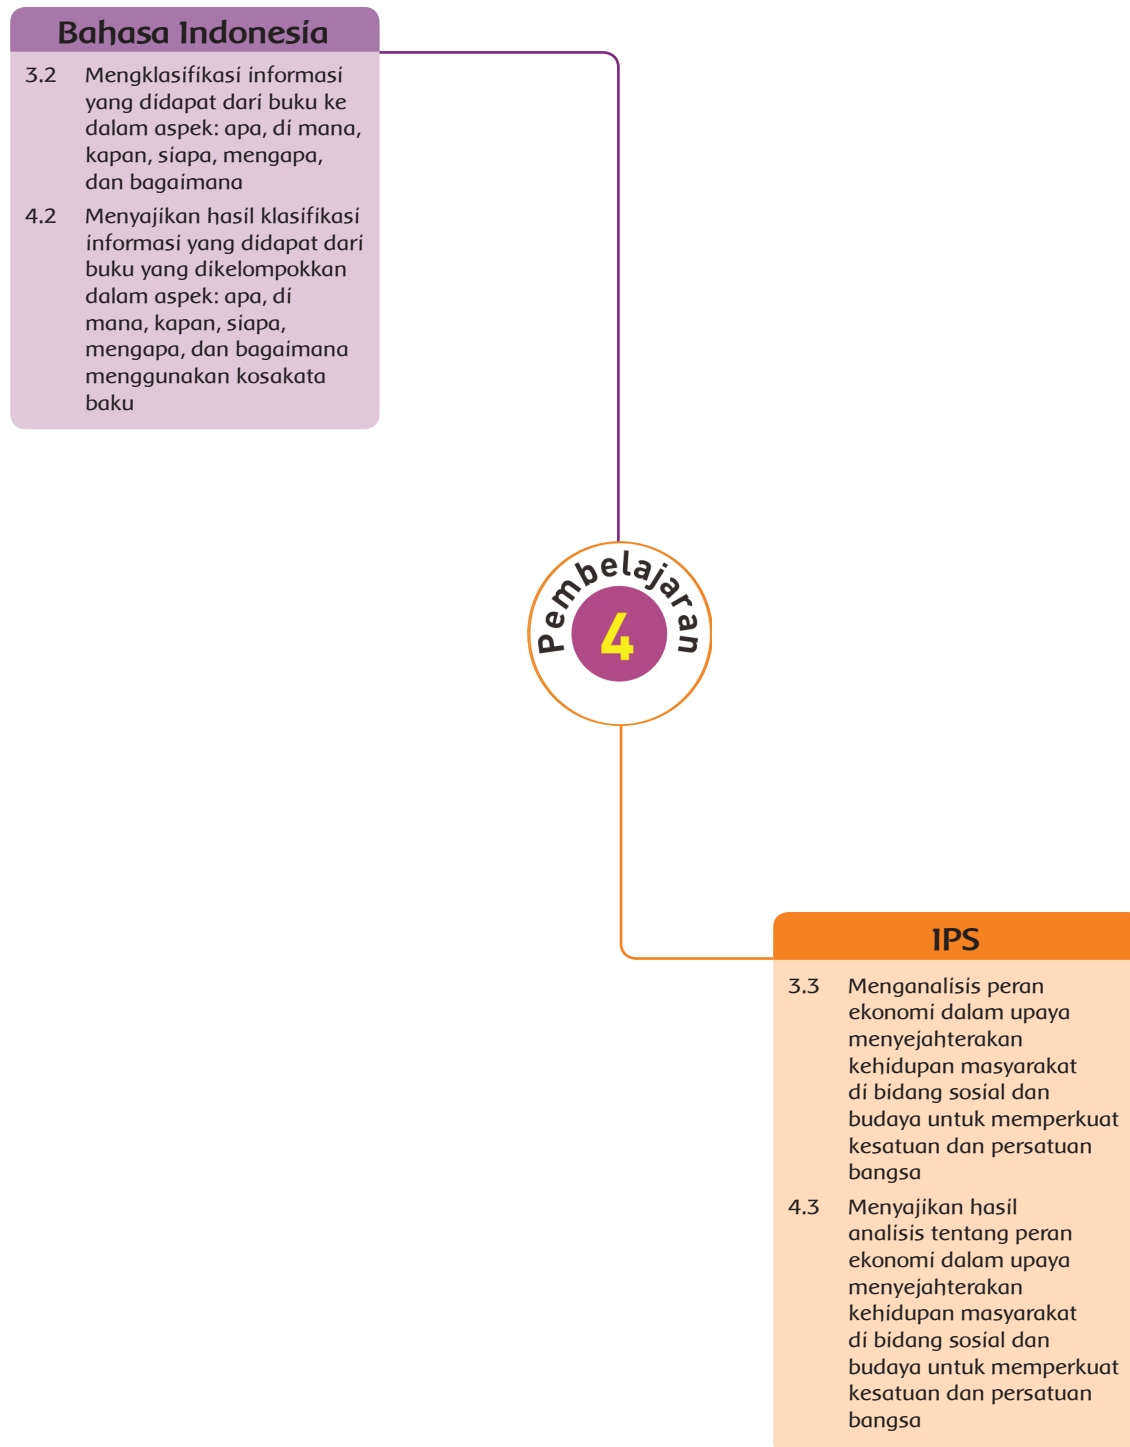 Bahasa Indonesia
3.2 Mengklasifikasi informasi
yang didapat dari buku ke
dalam aspek: apa, di mana,
kapan, siapa, mengapa,
dan bagaimana
4.2 Menyajikan hasil klasifikasi
informasi yang didapat dari
buku yang dikelompokkan
dalam aspek: apa, di
mana, kapan, siapa,
mengapa, dan bagaimana
menggunakan kosakata
baku
Pembelajaran
4
IPS
3.3 Menganalisis peran
ekonomi dalam upaya
menyejahterakan
kehidupan masyarakat
di bidang sosial dan
budaya untuk memperkuat
kesatuan dan persatuan
bangsa
4.3 Menyajikan hasil
analisis tentang peran
ekonomi dalam upaya
menyejahterakan
kehidupan masyarakat
di bidang sosial dan
budaya untuk memperkuat
kesatuan dan persatuan
bangsa